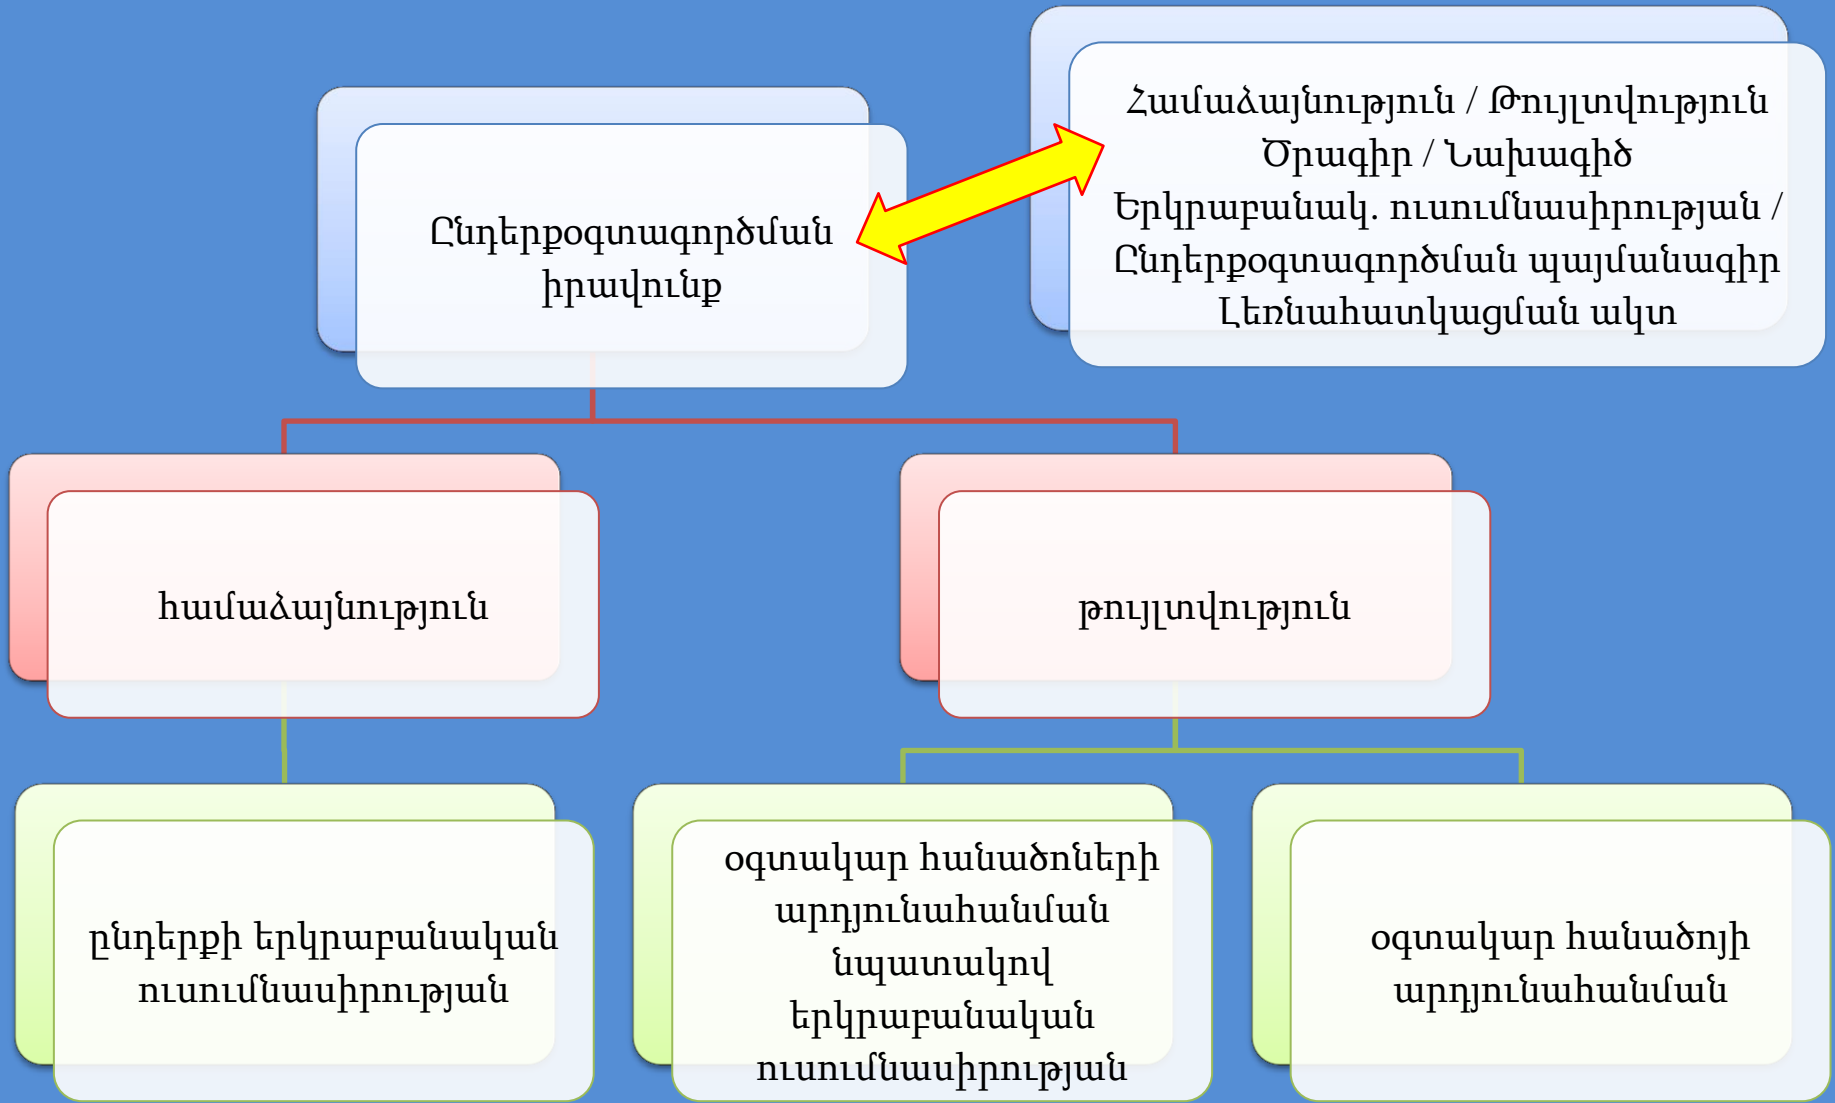 Ընդերքօգտագործման
իրավունք
Համաձայնություն / Թույլտվություն
Ծրագիր / Նախագիծ
Երկրաբանակ. ուսումնասիրության /
Ընդերքօգտագործման պայմանագիր
Լեռնահատկացման ակտ
համաձայնություն
թույլտվություն
ընդերքի երկրաբանական
ուսումնասիրության
օգտակար հանածոների
արդյունահանման
նպատակով
երկրաբանական
ուսումնասիրության
օգտակար հանածոյի
արդյունահանման